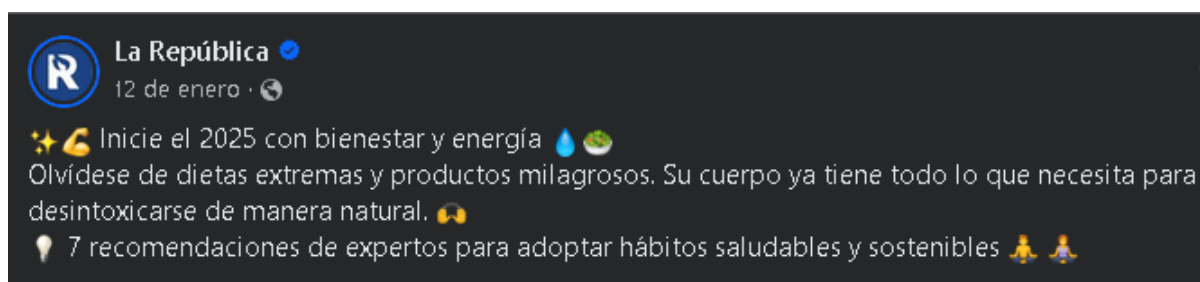 La República
12 de enero ·
✨💪 Inicie el 2025 con bienestar y energía 💧🥗
Olvídese de dietas extremas y productos milagrosos. Su cuerpo ya tiene todo lo que necesita para
desintoxicarse de manera natural. 🙌
💡 7 recomendaciones de expertos para adoptar hábitos saludables y sostenibles 🧘‍♂️ 🧘‍♀️